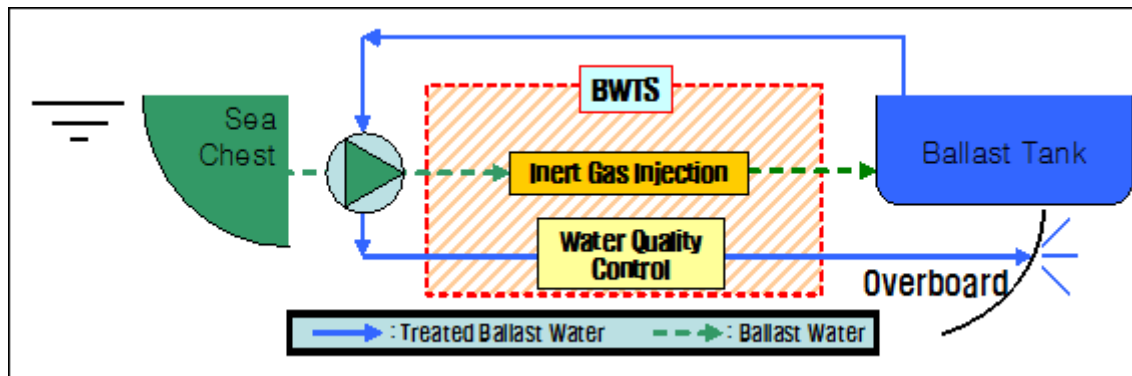 BWTS
Sea
Chest
Inert Gas Injection
Ballast Tank
Water Quality
Control
Overboard
: Treated Ballast Water
: Ballast Water